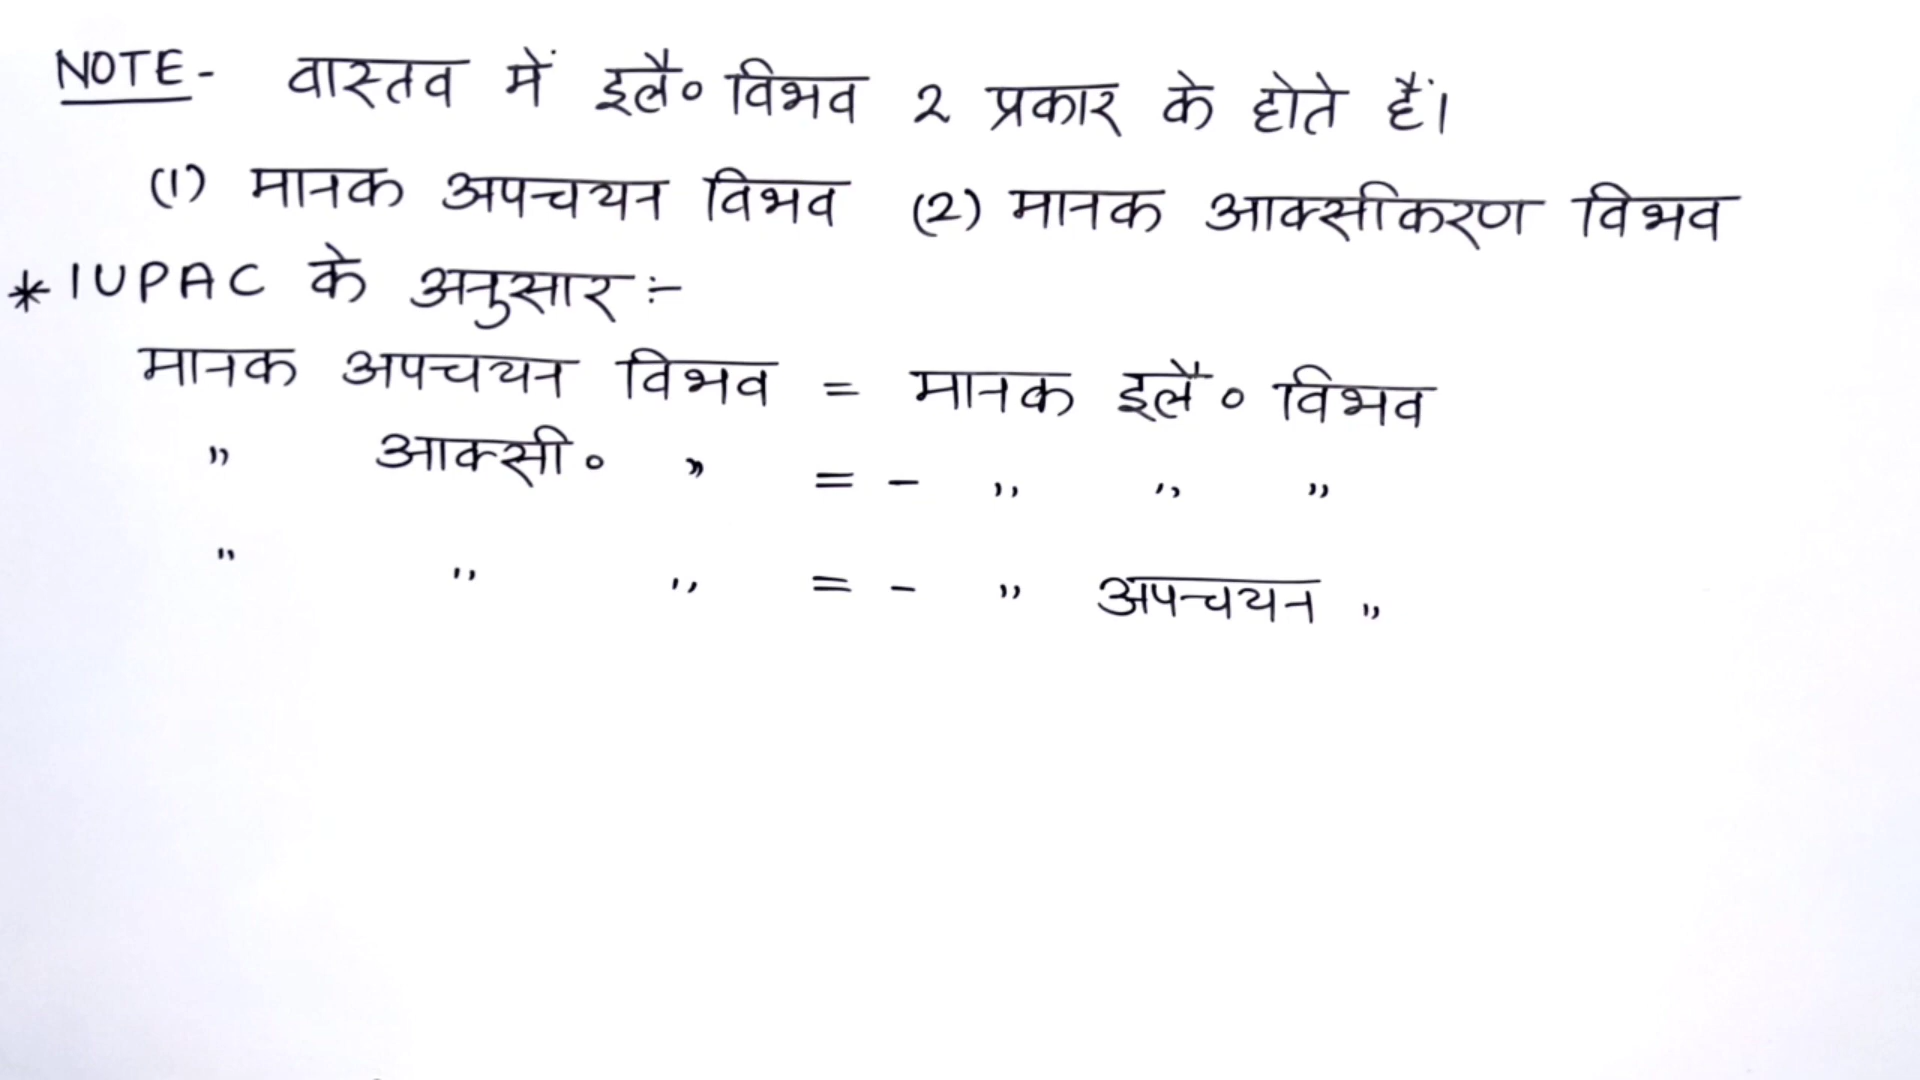 NOTE - वास्तव में इलै० विभव 2 प्रकार के होते हैं।
(1) मानक अपचयन विभव (2) मानक आक्सीकरण विभव
* IUPAC के अनुसार :-
मानक अपचयन विभव = मानक इलै० विभव
" आक्सी० " = - " " "
" " " = - " अपचयन "